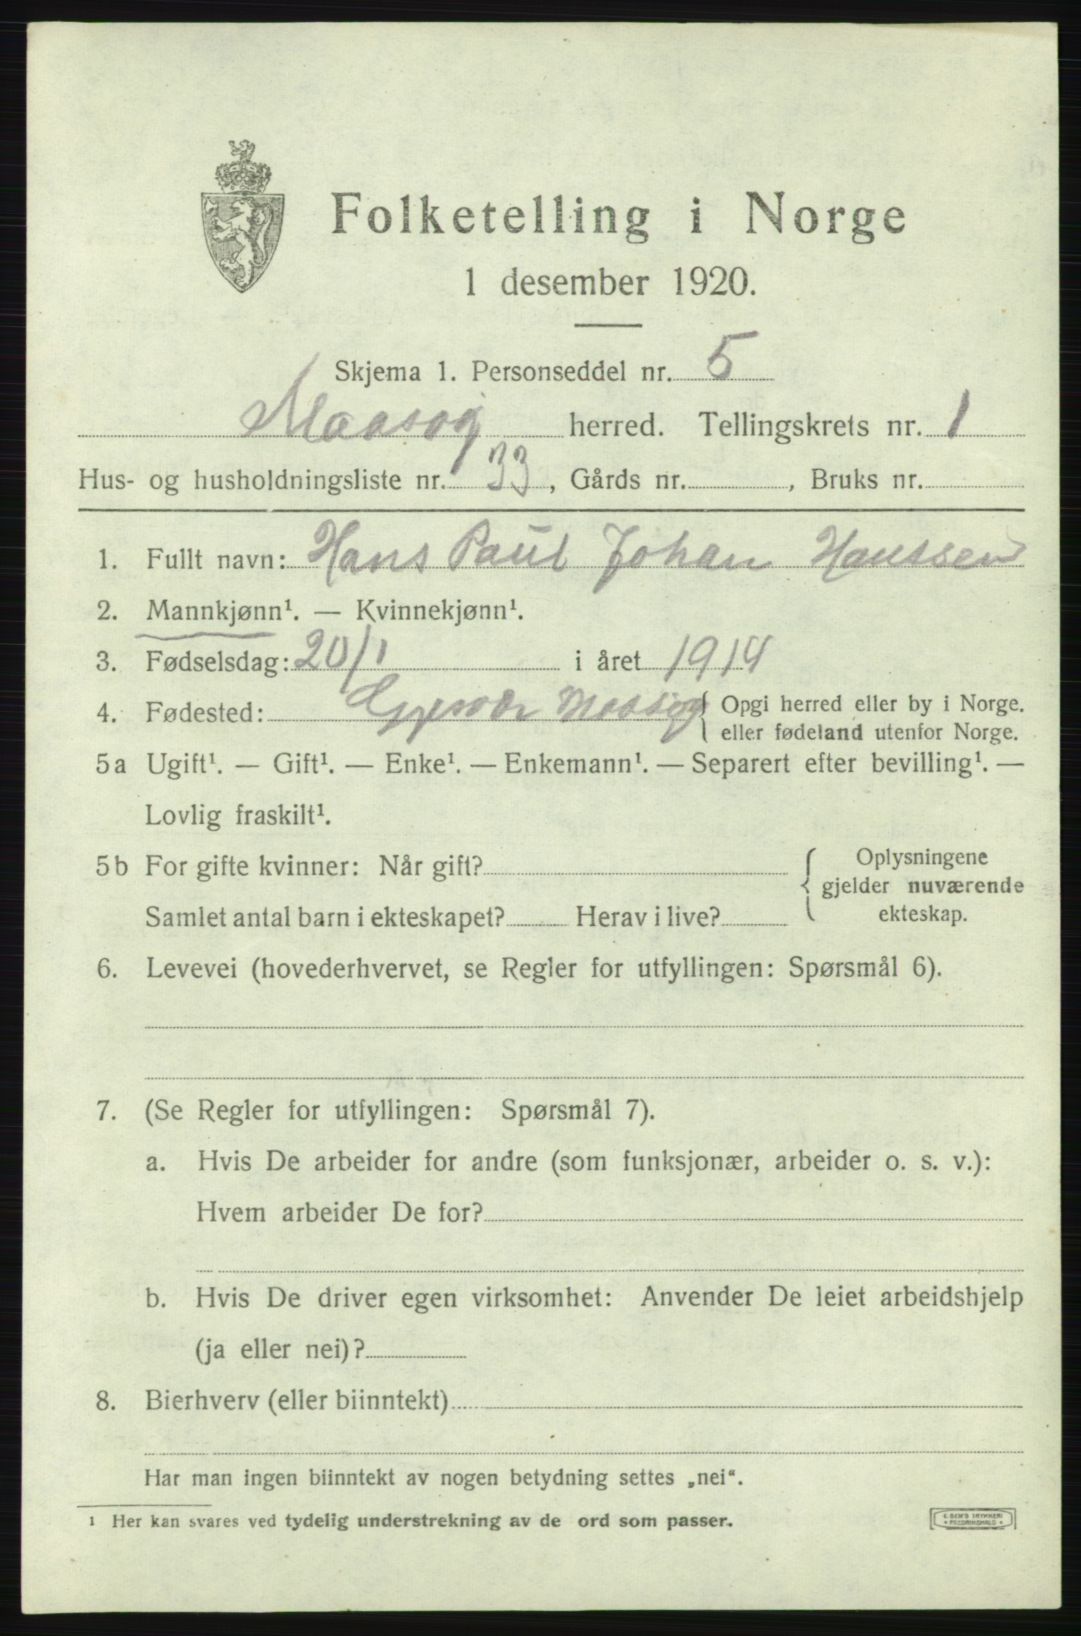 Folketelling i Norge
1 desember 1920.
Skjema 1. Personseddel nr. 5
Maasøy herred. Tellingskrets nr. 1
Hus- og husholdningsliste nr. 33, Gårds nr. , Bruks nr.
1. Fullt navn: Hans Paul Johan Hanssen
2. Mannkjønn¹. — Kvinnekjønn¹.
3. Fødselsdag: 20/1 i året 1914
4. Fødested: Gjesvær Maasøy { Opgi herred eller by i Norge.
eller fødeland utenfor Norge.
5a Ugift¹. — Gift¹. — Enke¹. — Enkemann¹. — Separert efter bevilling¹. —
Lovlig fraskilt¹.
5b For gifte kvinner: Når gift?
Samlet antal barn i ekteskapet? Herav i live?
{ Oplysningene
gjelder nuværende
ekteskap.
6. Levevei (hovederhvervet, se Regler for utfyllingen: Spørsmål 6).
7. (Se Regler for utfyllingen: Spørsmål 7).
a. Hvis De arbeider for andre (som funksjonær, arbeider o. s. v.):
Hvem arbeider De for?
b. Hvis De driver egen virksomhet: Anvender De leiet arbeidshjelp
(ja eller nei)?
8. Bierhverv (eller biinntekt)
Har man ingen biinntekt av nogen betydning settes „nei“.
¹ Her kan svares ved tydelig understrekning av de ord som passer.